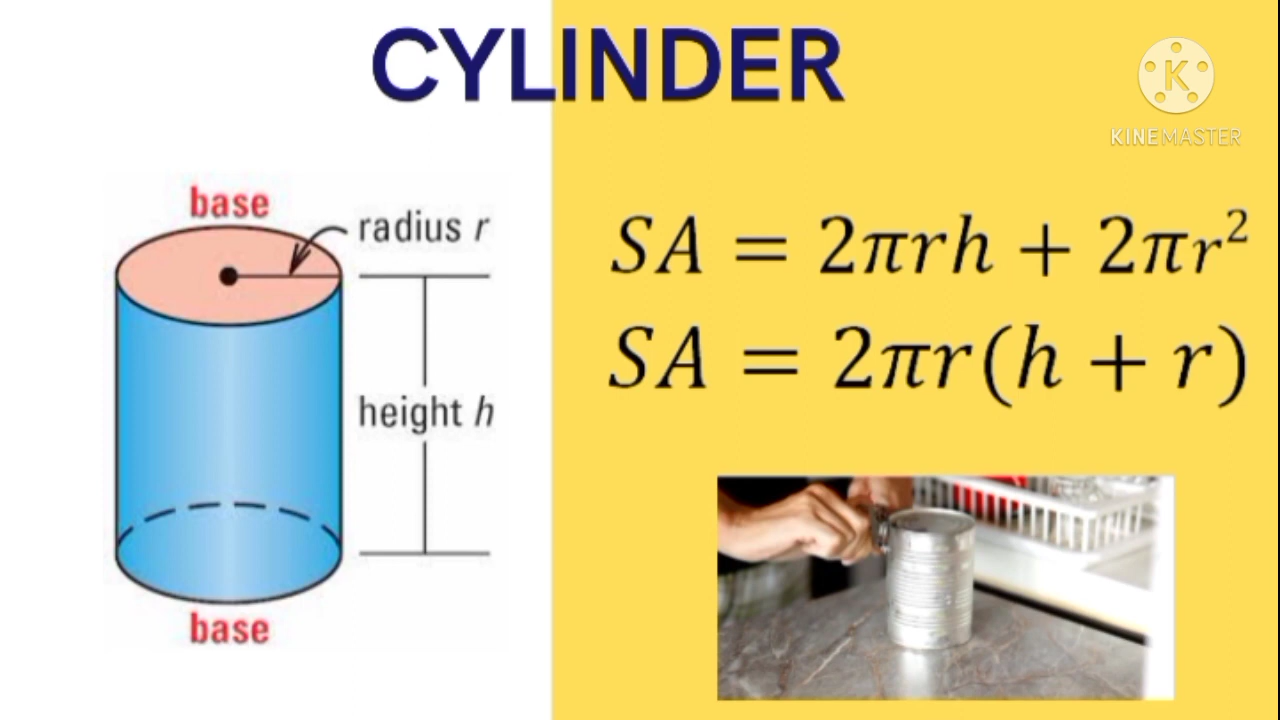 CYLINDER
K
KINEMASTER
base
radius r
height h
base
SA = 2πrh + 2πr²
SA = 2πr(h + r)